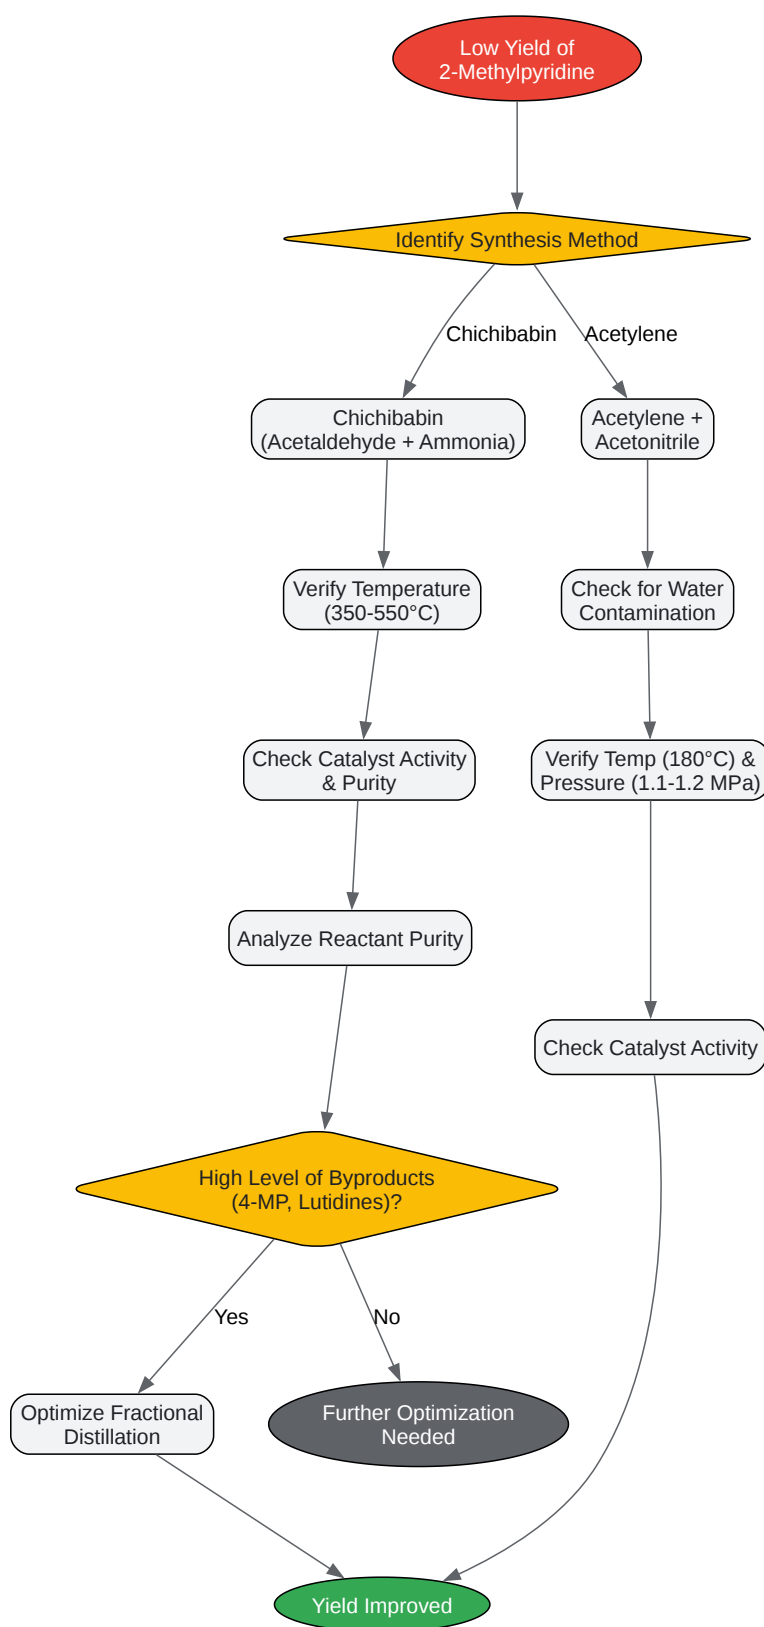 Low Yield of
2-Methylpyridine
Identify Synthesis Method
Chichibabin
Acetylene
Chichibabin
(Acetaldehyde + Ammonia)
Acetylene +
Acetonitrile
Verify Temperature
(350-550°C)
Check for Water
Contamination
Check Catalyst Activity
& Purity
Verify Temp (180°C) &
Pressure (1.1-1.2 MPa)
Analyze Reactant Purity
Check Catalyst Activity
High Level of Byproducts
(4-MP, Lutidines)?
Yes
No
Optimize Fractional
Distillation
Further Optimization
Needed
Yield Improved